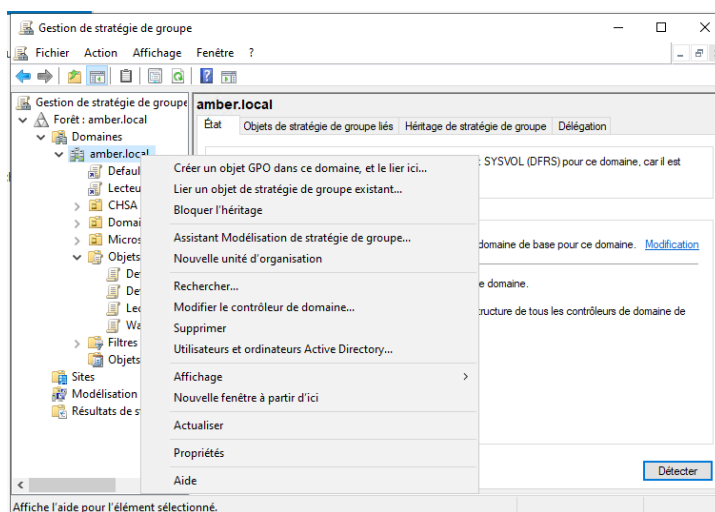 Gestion de stratégie de groupe
Fichier Action Affichage Fenêtre ?
Gestion de stratégie de groupe
Forêt : amber.local
Domaines
amber.local
Defaul
Lecteu
CHSA
Domai
Micros
Objets
De
De
Lec
Wa
Filtres
Objets
Sites
Modélisation
Résultats de s
amber.local
État Objets de stratégie de groupe liés Héritage de stratégie de groupe Délégation
SYSVOL (DFRS) pour ce domaine, car il est
domaine de base pour ce domaine. Modification
e domaine.
ructure de tous les contrôleurs de domaine de
Détecter
Créer un objet GPO dans ce domaine, et le lier ici...
Lier un objet de stratégie de groupe existant...
Bloquer l'héritage
Assistant Modélisation de stratégie de groupe...
Nouvelle unité d'organisation
Rechercher...
Modifier le contrôleur de domaine...
Supprimer
Utilisateurs et ordinateurs Active Directory...
Affichage
Nouvelle fenêtre à partir d'ici
Actualiser
Propriétés
Aide
Affiche l'aide pour l'élément sélectionné.